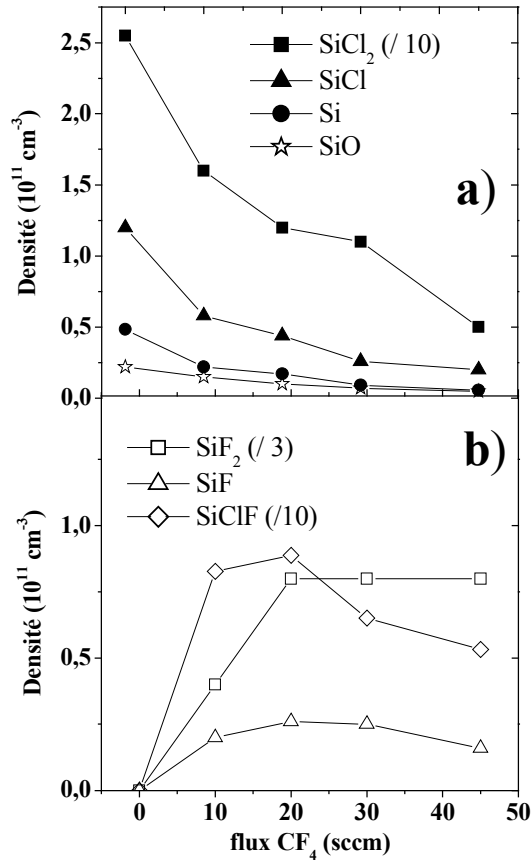 SiCl₂ (/ 10)
SiCl
Si
SiO
a)
Densité (10¹¹ cm⁻³)
2,5
2,0
1,5
1,0
0,5
0,0
SiF₂ (/ 3)
SiF
SiClF (/10)
b)
Densité (10¹¹ cm⁻³)
1,0
0,5
0,0
0 10 20 30 40 50
flux CF₄ (sccm)